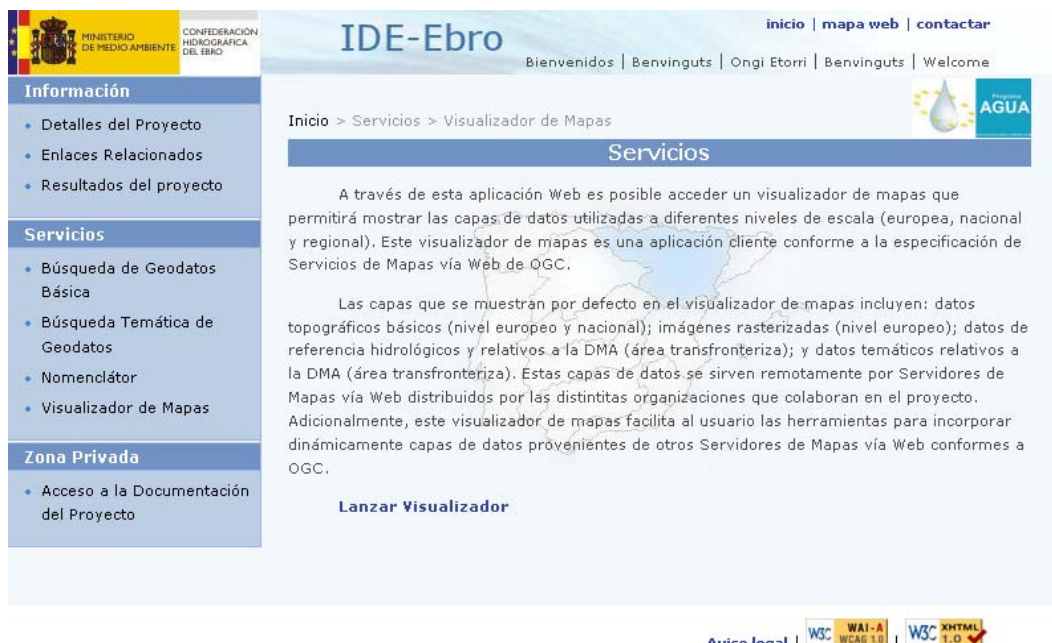 MINISTERIO
DE MEDIO AMBIENTE
CONFEDERACIÓN
HIDROGRÁFICA
DEL EBRO
IDE-Ebro
inicio | mapa web | contactar
Bienvenidos | Benvinguts | Ongi Etorri | Benvinguts | Welcome
Información
Detalles del Proyecto
Enlaces Relacionados
Resultados del proyecto
Servicios
Búsqueda de Geodatos
Básica
Búsqueda Temática de
Geodatos
Nomenclátor
Visualizador de Mapas
Zona Privada
Acceso a la Documentación
del Proyecto
Programa
AGUA
Inicio > Servicios > Visualizador de Mapas
Servicios
A través de esta aplicación Web es posible acceder un visualizador de mapas que
permitirá mostrar las capas de datos utilizadas a diferentes niveles de escala (europea, nacional
y regional). Este visualizador de mapas es una aplicación cliente conforme a la especificación de
Servicios de Mapas vía Web de OGC.
Las capas que se muestran por defecto en el visualizador de mapas incluyen: datos
topográficos básicos (nivel europeo y nacional); imágenes rasterizadas (nivel europeo); datos de
referencia hidrológicos y relativos a la DMA (área transfronteriza); y datos temáticos relativos a
la DMA (área transfronteriza). Estas capas de datos se sirven remotamente por Servidores de
Mapas vía Web distribuidos por las distintitas organizaciones que colaboran en el proyecto.
Adicionalmente, este visualizador de mapas facilita al usuario las herramientas para incorporar
dinámicamente capas de datos provenientes de otros Servidores de Mapas vía Web conformes a
OGC.
Lanzar Visualizador
Aviso legal | W3C WAI-A WCAG 1.0 | W3C XHTML 1.0